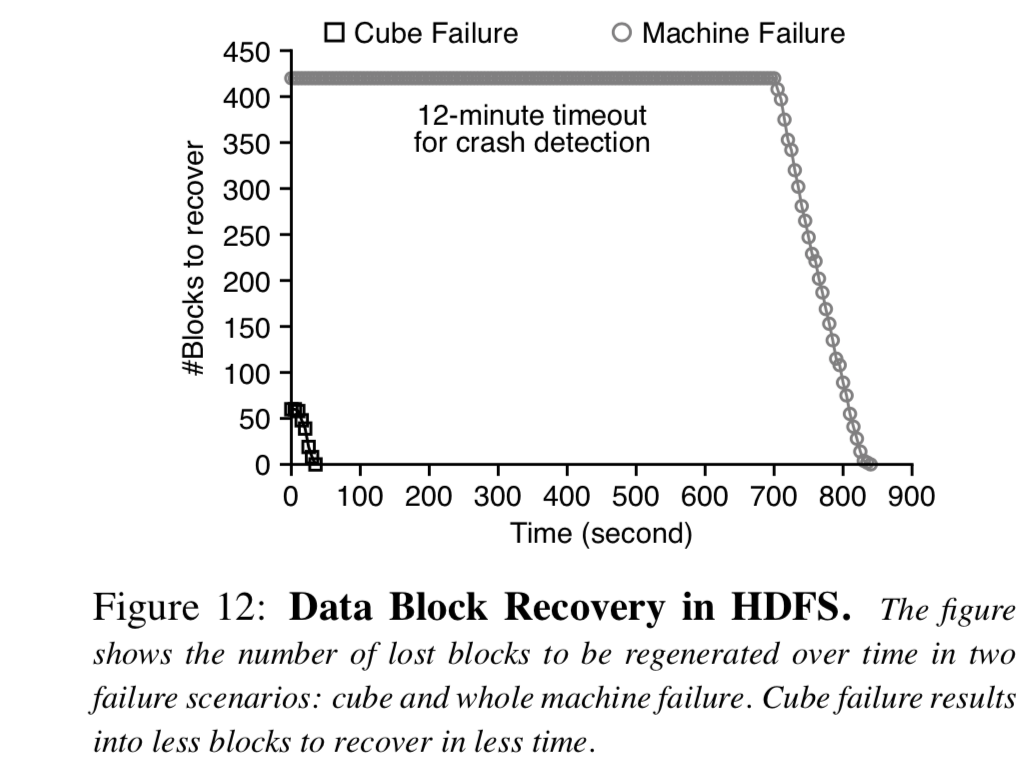 Cube Failure Machine Failure
450
400
350
300
250
200
150
100
50
0
#Blocks to recover
12-minute timeout
for crash detection
0 100 200 300 400 500 600 700 800 900
Time (second)
Figure 12: Data Block Recovery in HDFS. The figure
shows the number of lost blocks to be regenerated over time in two
failure scenarios: cube and whole machine failure. Cube failure results
into less blocks to recover in less time.